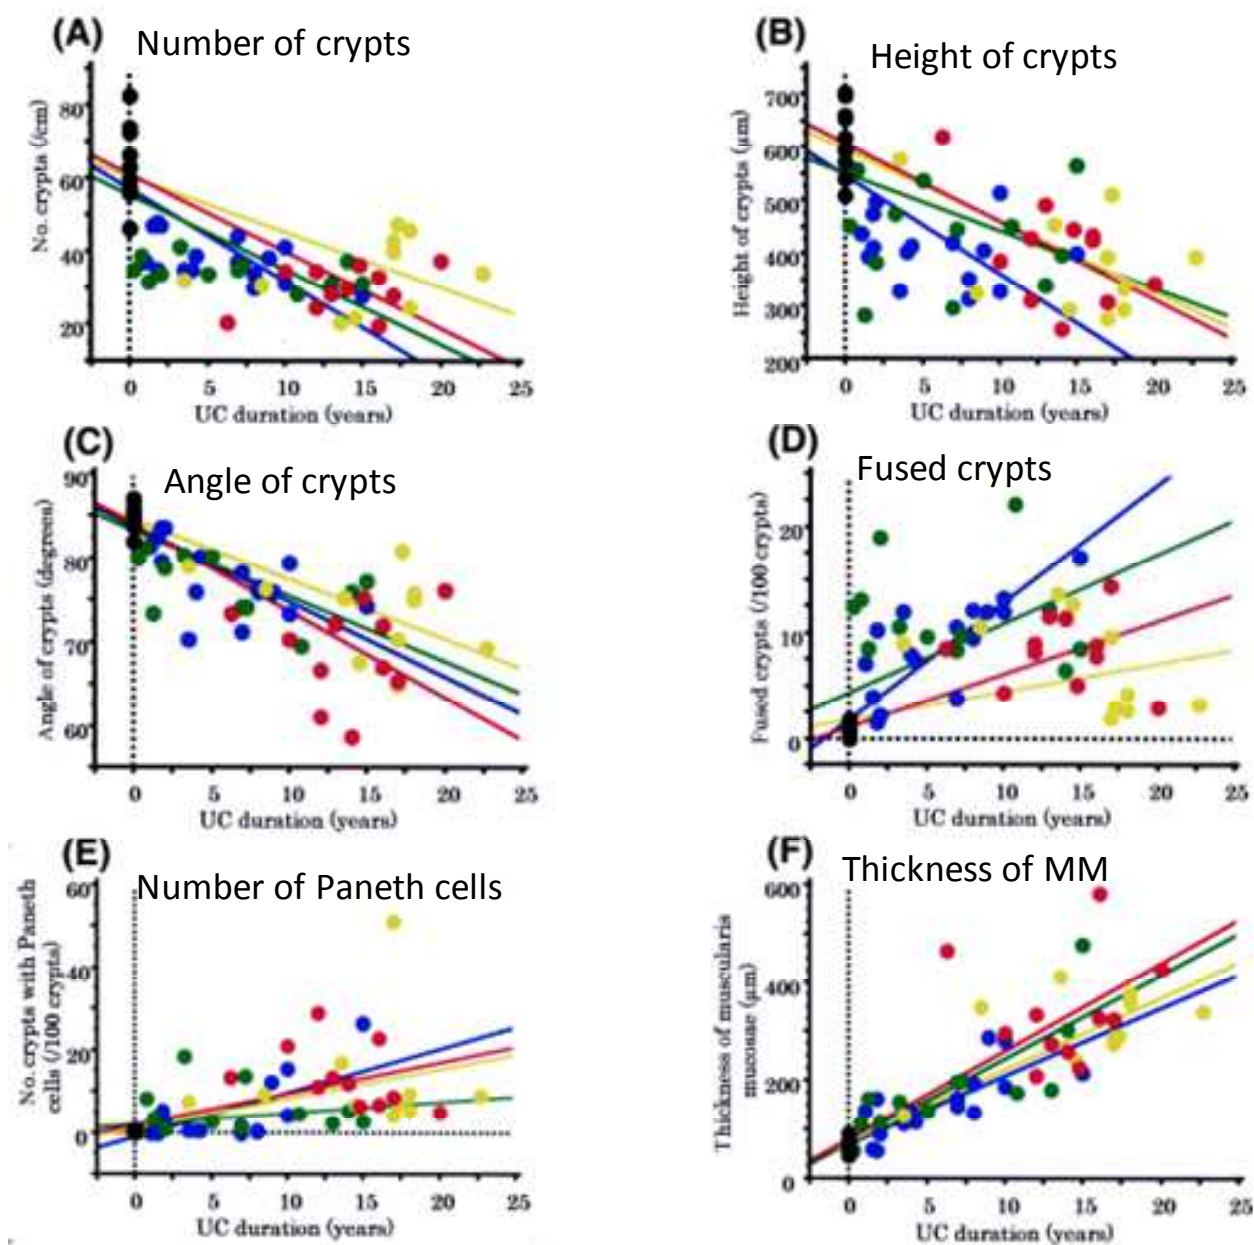 (A) Number of crypts
No. crypts (/cm)
80
60
40
20
0 5 10 15 20 25
UC duration (years)
(B) Height of crypts
Height of crypts (μm)
700
600
500
400
300
200
0 5 10 15 20 25
UC duration (years)
(C) Angle of crypts
Angle of crypts (degrees)
90
80
70
60
0 5 10 15 20 25
UC duration (years)
(D) Fused crypts
Fused crypts (/100 crypts)
20
10
0
0 5 10 15 20 25
UC duration (years)
(E) Number of Paneth cells
No. crypts with Paneth
cells (/100 crypts)
60
40
20
0
0 5 10 15 20 25
UC duration (years)
(F) Thickness of MM
Thickness of muscularis
mucosae (μm)
600
400
200
0
0 5 10 15 20 25
UC duration (years)